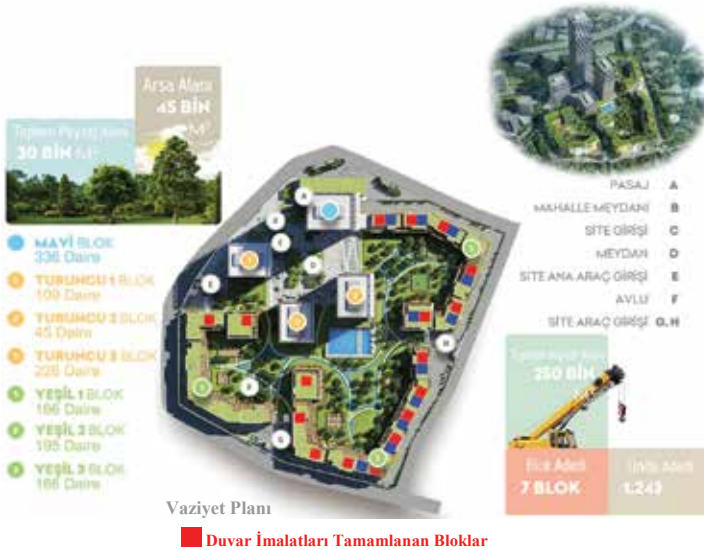 Arsa Alanı
45 BİN
M²
Toplam Peyzaj Alanı
30 BİN M²
MAVİ BLOK
336 Daire
TURUNCU 1 BLOK
109 Daire
TURUNCU 2 BLOK
45 Daire
TURUNCU 3 BLOK
226 Daire
YEŞİL 1 BLOK
166 Daire
YEŞİL 2 BLOK
195 Daire
YEŞİL 3 BLOK
166 Daire
PASAJ A
MAHALLE MEYDANI B
SİTE GİRİŞİ C
MEYDAN D
SİTE ANA ARAÇ GİRİŞİ E
AVLU F
SİTE ARAÇ GİRİŞİ G,H
250 BİN
7 BLOK
1.243
Vaziyet Planı
Duvar İmalatları Tamamlanan Bloklar